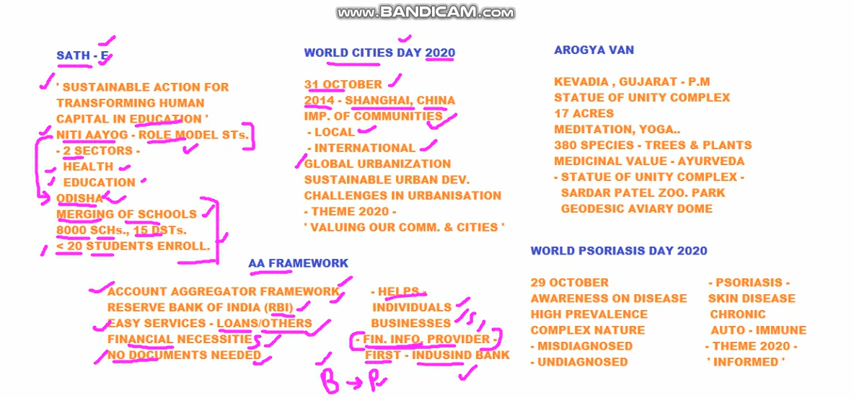 www.BANDICAM.com
SATH - E
' SUSTAINABLE ACTION FOR
TRANSFORMING HUMAN
CAPITAL IN EDUCATION '
NITI AAYOG - ROLE MODEL STs.
- 2 SECTORS -
HEALTH
EDUCATION
ODISHA
MERGING OF SCHOOLS
8000 SCHs., 15 DSTs.
< 20 STUDENTS ENROLL.
WORLD CITIES DAY 2020
31 OCTOBER
2014 - SHANGHAI, CHINA
IMP. OF COMMUNITIES
- LOCAL
- INTERNATIONAL
GLOBAL URBANIZATION
SUSTAINABLE URBAN DEV.
CHALLENGES IN URBANISATION
- THEME 2020 -
' VALUING OUR COMM. & CITIES '
AROGYA VAN
KEVADIA , GUJARAT - P.M
STATUE OF UNITY COMPLEX
17 ACRES
MEDITATION, YOGA..
380 SPECIES - TREES & PLANTS
MEDICINAL VALUE - AYURVEDA
- STATUE OF UNITY COMPLEX -
SARDAR PATEL ZOO. PARK
GEODESIC AVIARY DOME
AA FRAMEWORK
ACCOUNT AGGREGATOR FRAMEWORK
RESERVE BANK OF INDIA (RBI)
EASY SERVICES - LOANS/OTHERS
FINANCIAL NECESSITIES
NO DOCUMENTS NEEDED
- HELPS -
INDIVIDUALS
BUSINESSES
- FIN. INFO. PROVIDER -
FIRST - INDUSIND BANK
B → P
WORLD PSORIASIS DAY 2020
29 OCTOBER
AWARENESS ON DISEASE
HIGH PREVALENCE
COMPLEX NATURE
- MISDIAGNOSED
- UNDIAGNOSED
- PSORIASIS -
SKIN DISEASE
CHRONIC
AUTO - IMMUNE
- THEME 2020 -
' INFORMED '